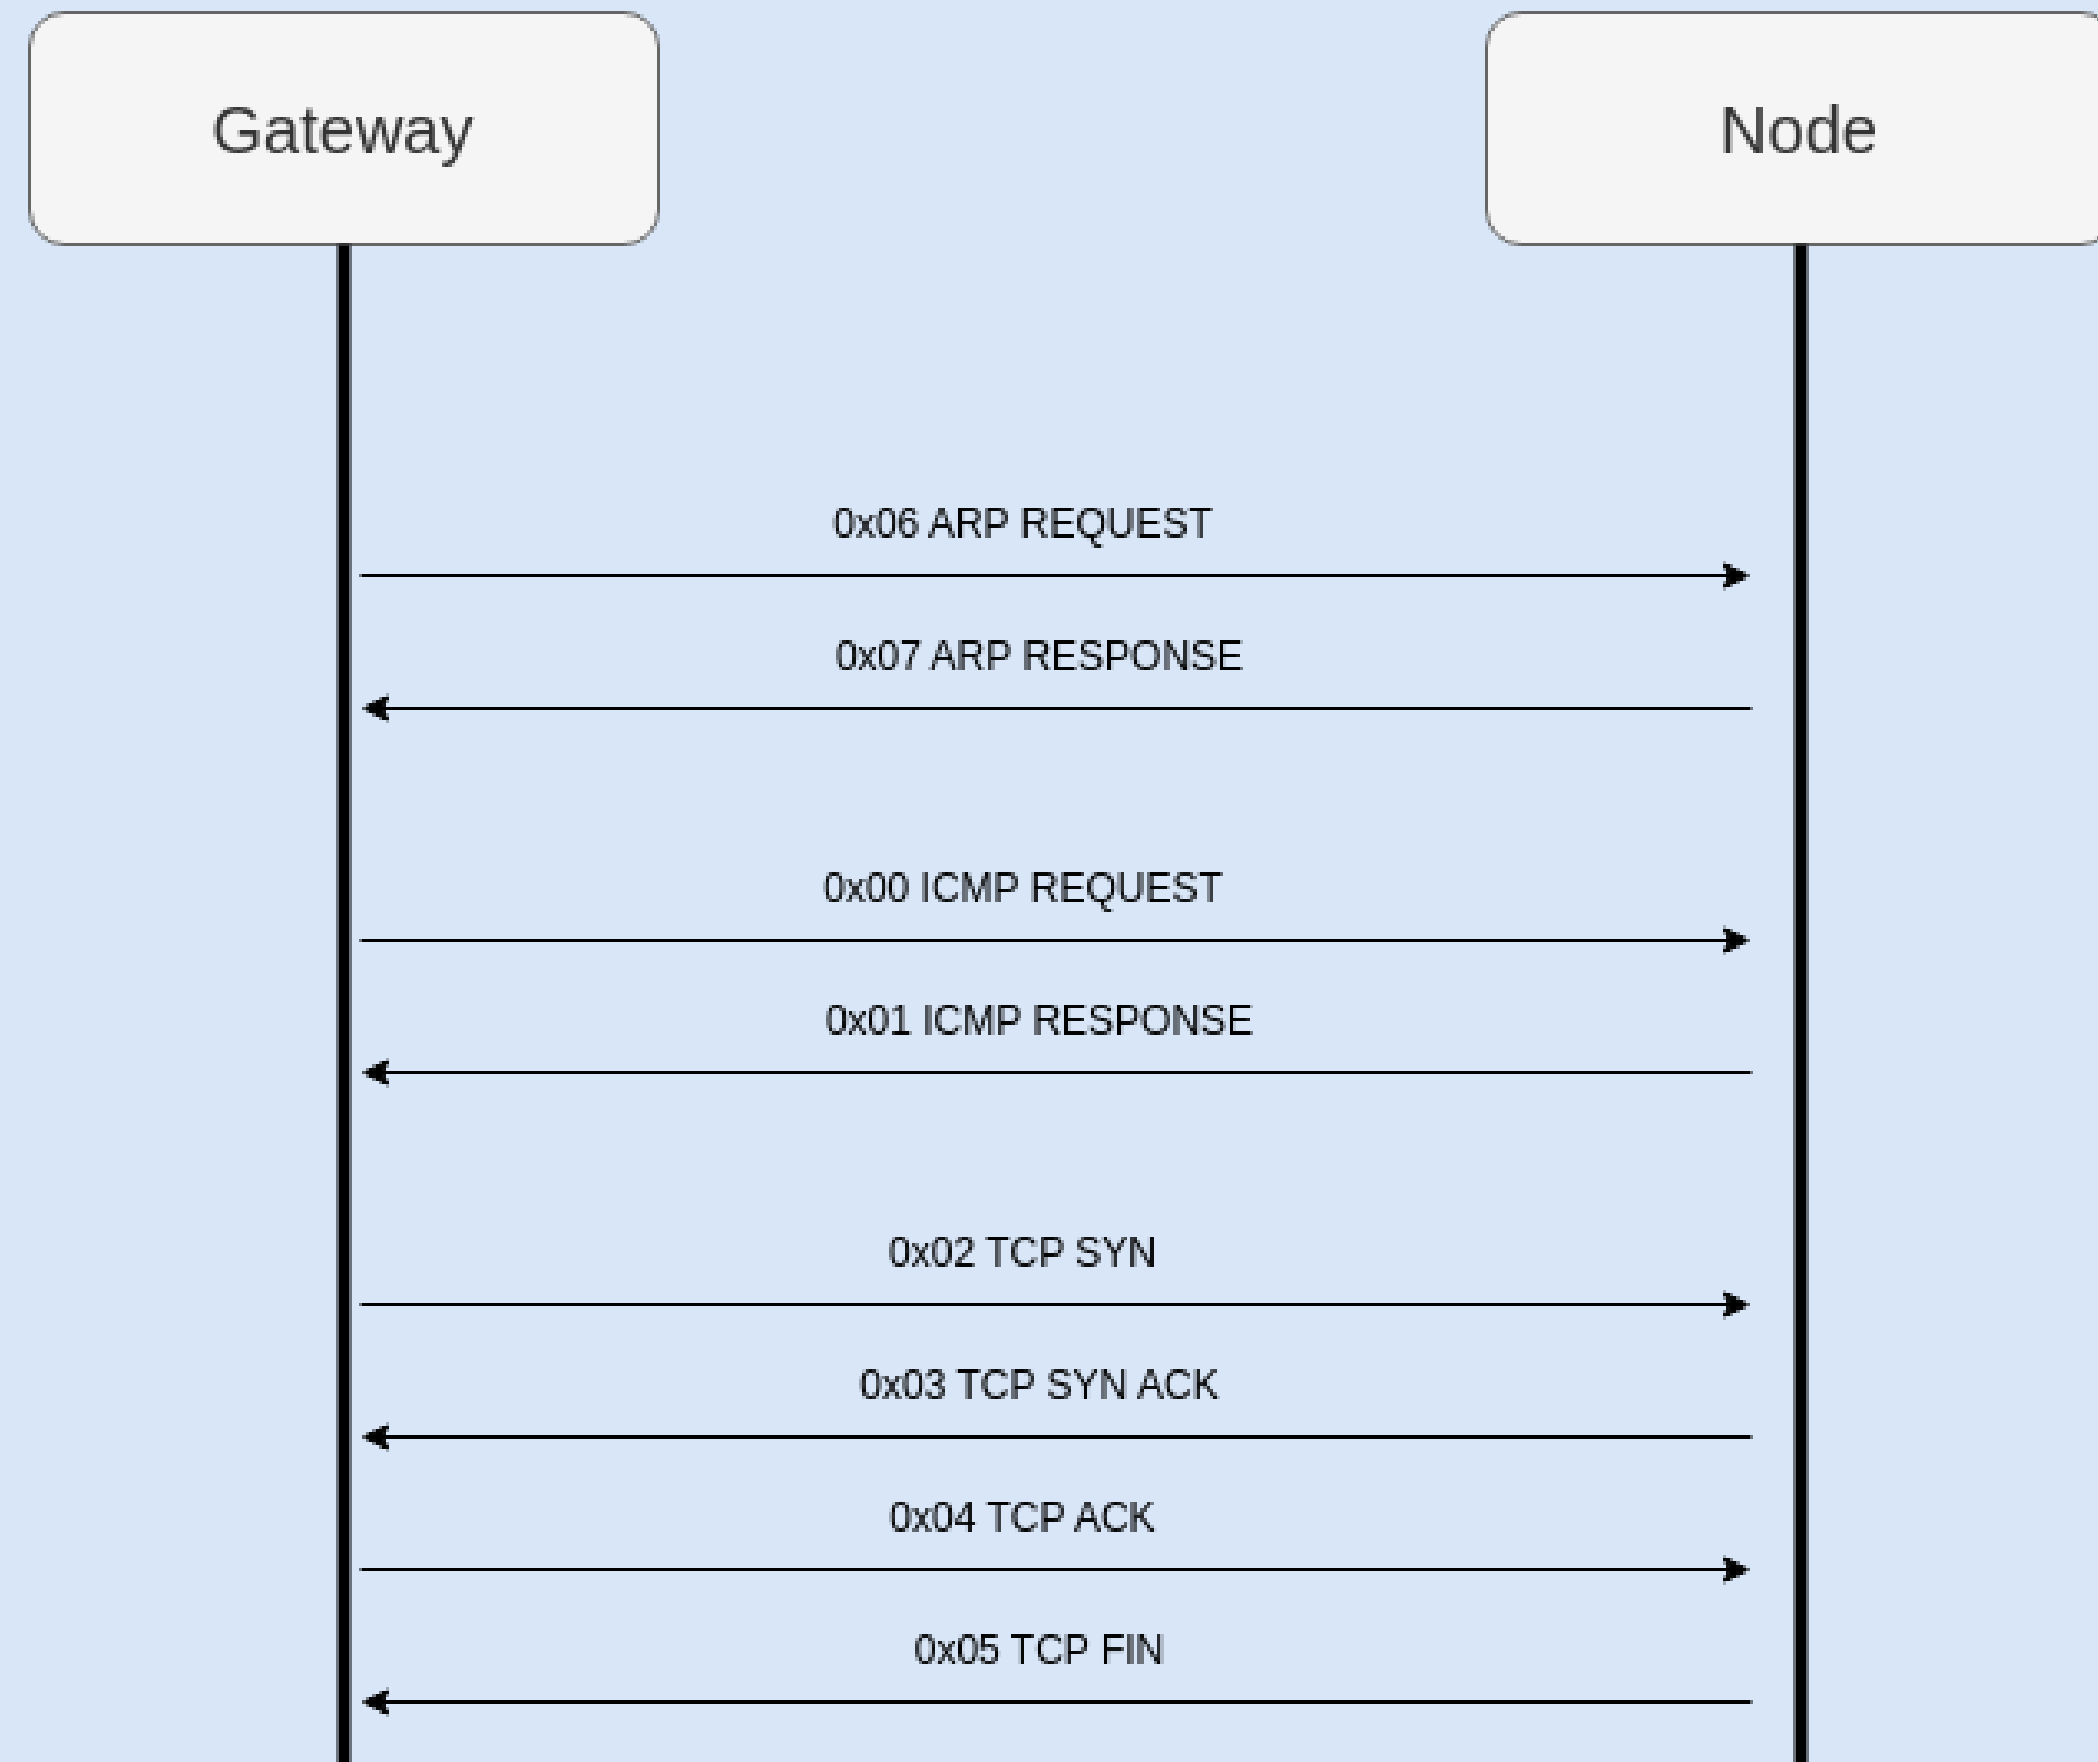 Gateway
Node
0x06 ARP REQUEST
0x07 ARP RESPONSE
0x00 ICMP REQUEST
0x01 ICMP RESPONSE
0x02 TCP SYN
0x03 TCP SYN ACK
0x04 TCP ACK
0x05 TCP FIN